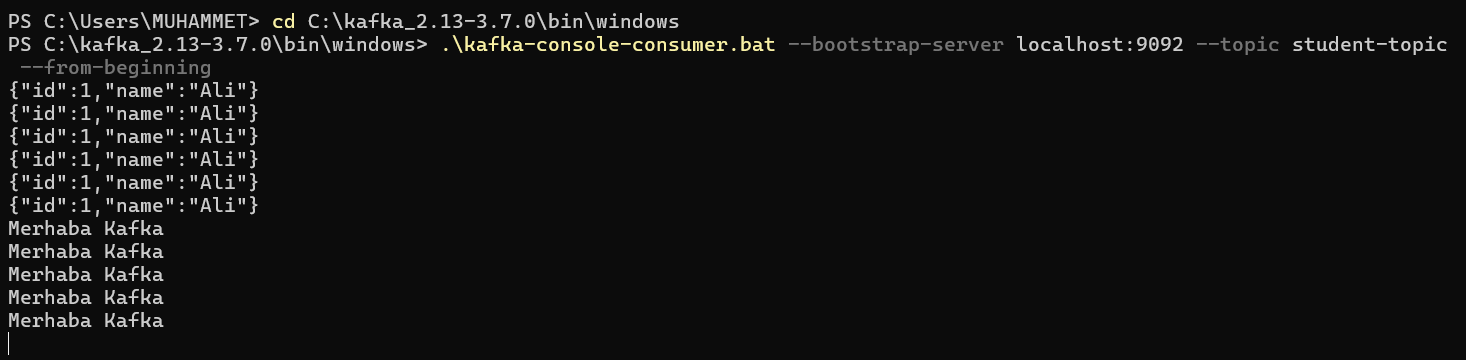 PS C:\Users\MUHAMMET> cd C:\kafka_2.13-3.7.0\bin\windows
PS C:\kafka_2.13-3.7.0\bin\windows> .\kafka-console-consumer.bat --bootstrap-server localhost:9092 --topic student-topic
 --from-beginning
{"id":1,"name":"Ali"}
{"id":1,"name":"Ali"}
{"id":1,"name":"Ali"}
{"id":1,"name":"Ali"}
{"id":1,"name":"Ali"}
{"id":1,"name":"Ali"}
Merhaba Kafka
Merhaba Kafka
Merhaba Kafka
Merhaba Kafka
Merhaba Kafka